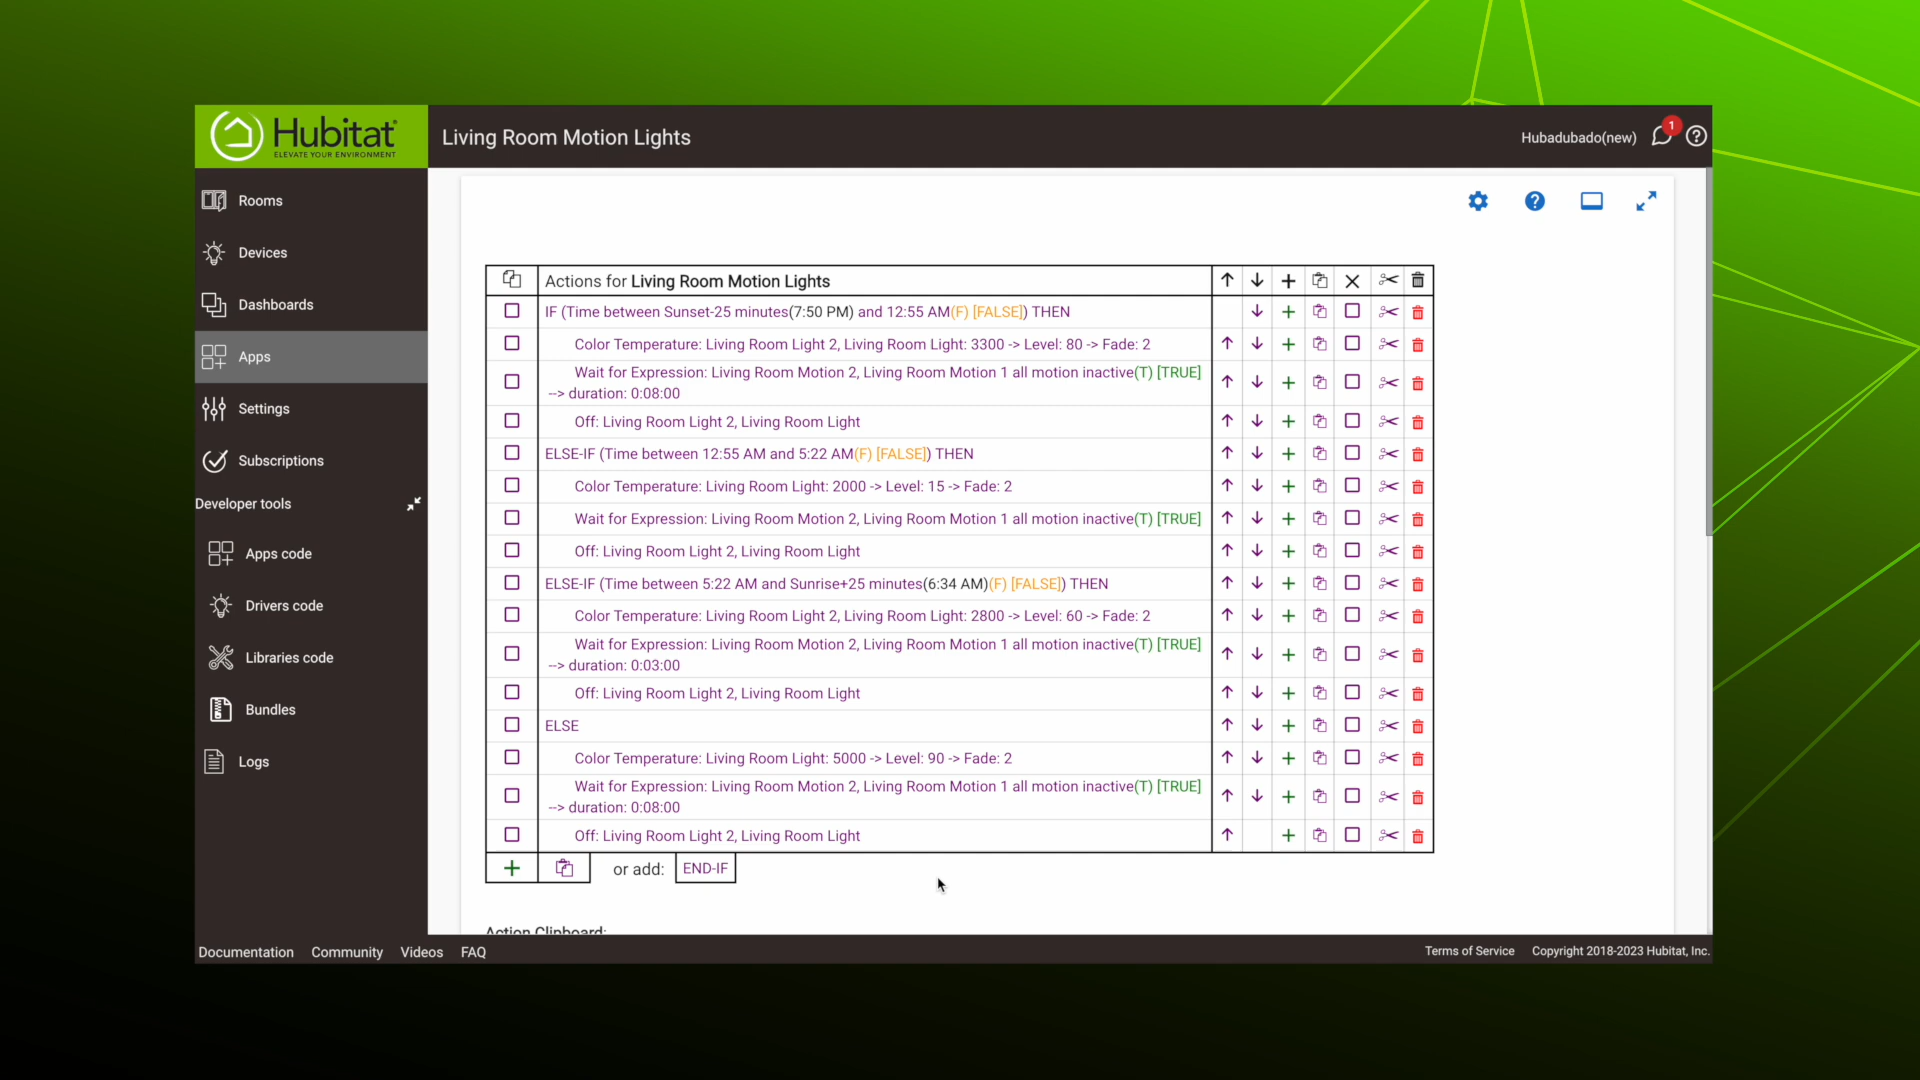 Hubitat®
ELEVATE YOUR ENVIRONMENT
Living Room Motion Lights
Hubadubado(new)
1
Rooms
Devices
Dashboards
Apps
Settings
Subscriptions
Developer tools
Apps code
Drivers code
Libraries code
Bundles
Logs
Actions for Living Room Motion Lights
IF (Time between Sunset-25 minutes(7:50 PM) and 12:55 AM(F) [FALSE]) THEN
Color Temperature: Living Room Light 2, Living Room Light: 3300 -> Level: 80 -> Fade: 2
Wait for Expression: Living Room Motion 2, Living Room Motion 1 all motion inactive(T) [TRUE]
--> duration: 0:08:00
Off: Living Room Light 2, Living Room Light
ELSE-IF (Time between 12:55 AM and 5:22 AM(F) [FALSE]) THEN
Color Temperature: Living Room Light: 2000 -> Level: 15 -> Fade: 2
Wait for Expression: Living Room Motion 2, Living Room Motion 1 all motion inactive(T) [TRUE]
Off: Living Room Light 2, Living Room Light
ELSE-IF (Time between 5:22 AM and Sunrise+25 minutes(6:34 AM)(F) [FALSE]) THEN
Color Temperature: Living Room Light 2, Living Room Light: 2800 -> Level: 60 -> Fade: 2
Wait for Expression: Living Room Motion 2, Living Room Motion 1 all motion inactive(T) [TRUE]
--> duration: 0:03:00
Off: Living Room Light 2, Living Room Light
ELSE
Color Temperature: Living Room Light: 5000 -> Level: 90 -> Fade: 2
Wait for Expression: Living Room Motion 2, Living Room Motion 1 all motion inactive(T) [TRUE]
--> duration: 0:08:00
Off: Living Room Light 2, Living Room Light
or add: END-IF
Action Clipboard:
Documentation Community Videos FAQ
Terms of Service Copyright 2018-2023 Hubitat, Inc.